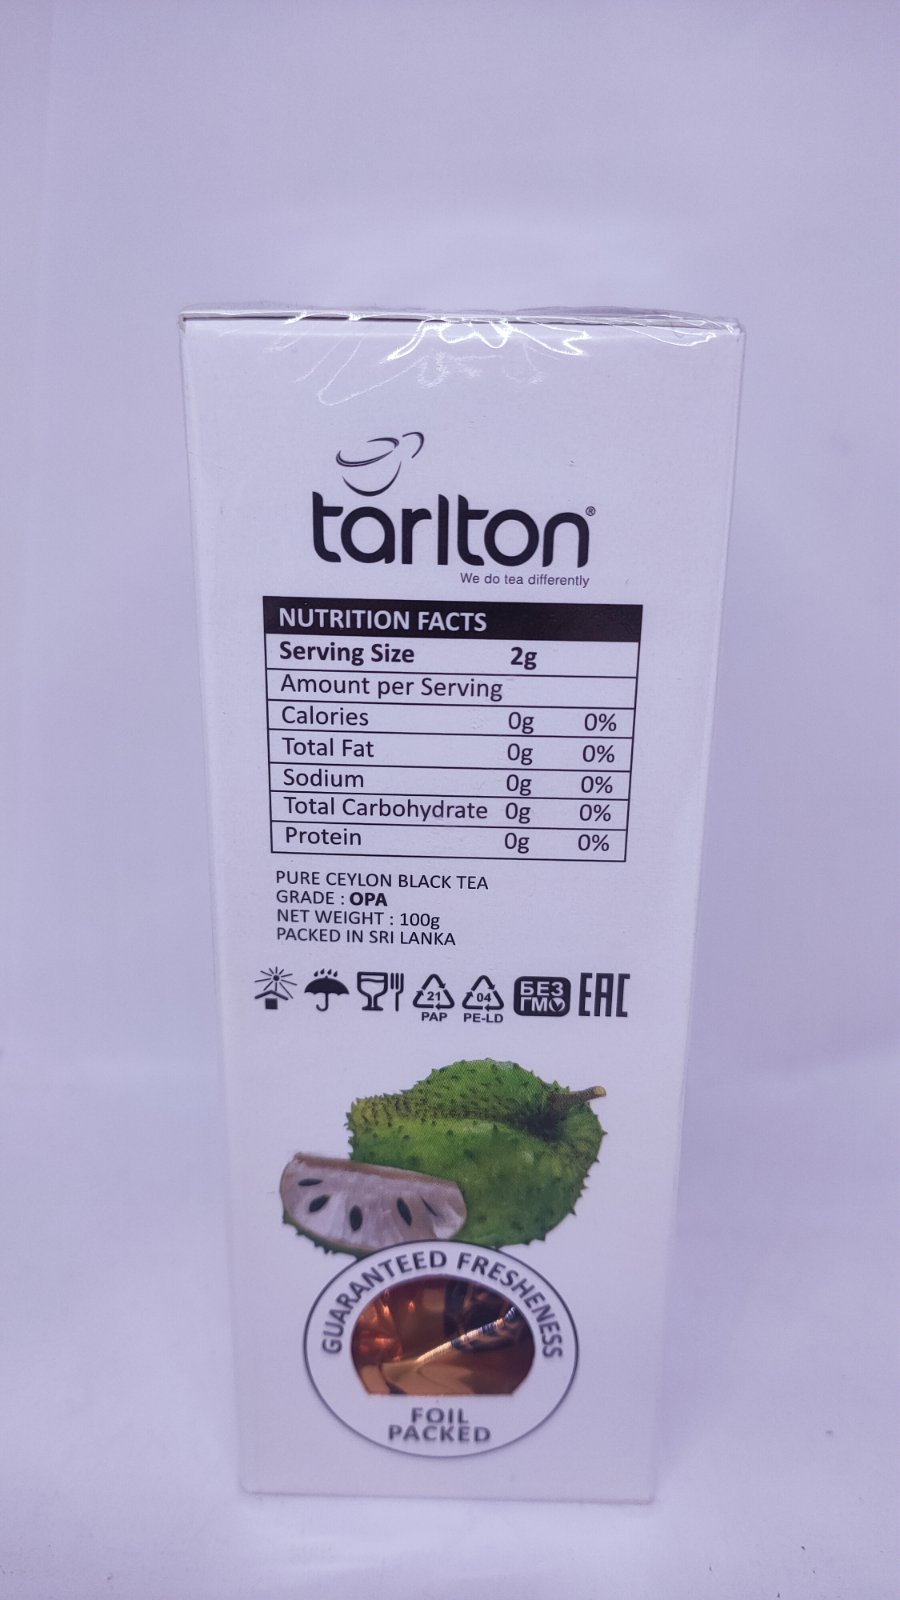 tarlton®
We do tea differently
NUTRITION FACTS
Serving Size 2g
Amount per Serving
Calories 0g 0%
Total Fat 0g 0%
Sodium 0g 0%
Total Carbohydrate 0g 0%
Protein 0g 0%
PURE CEYLON BLACK TEA
GRADE : OPA
NET WEIGHT : 100g
PACKED IN SRI LANKA
21
PAP
04
PE-LD
БЕЗ
ГМО
EAC
GUARANTEED FRESHENESS
FOIL
PACKED